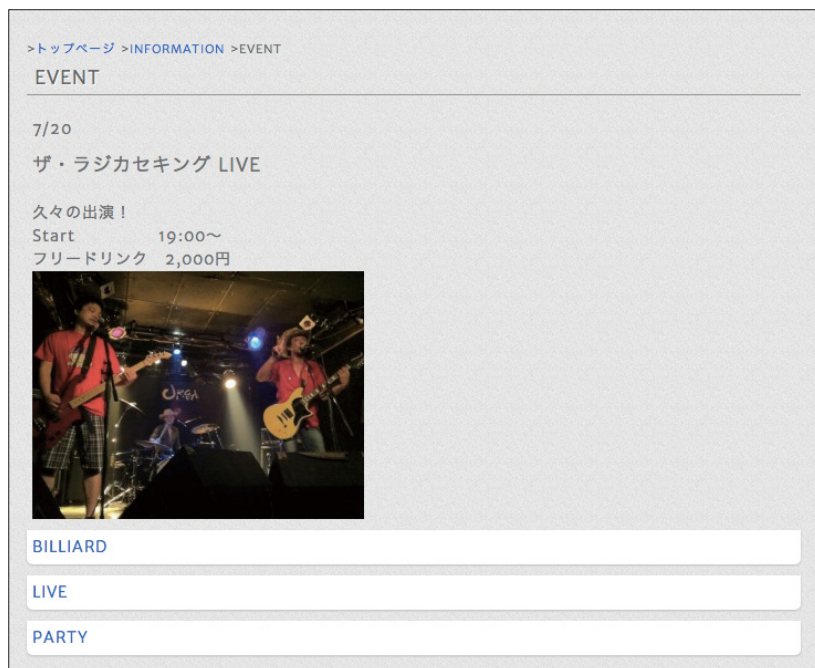 >トップページ >INFORMATION >EVENT
EVENT
7/20
ザ・ラジカセキング LIVE
久々の出演！
Start 19:00〜
フリードリンク 2,000円
BILLIARD
LIVE
PARTY